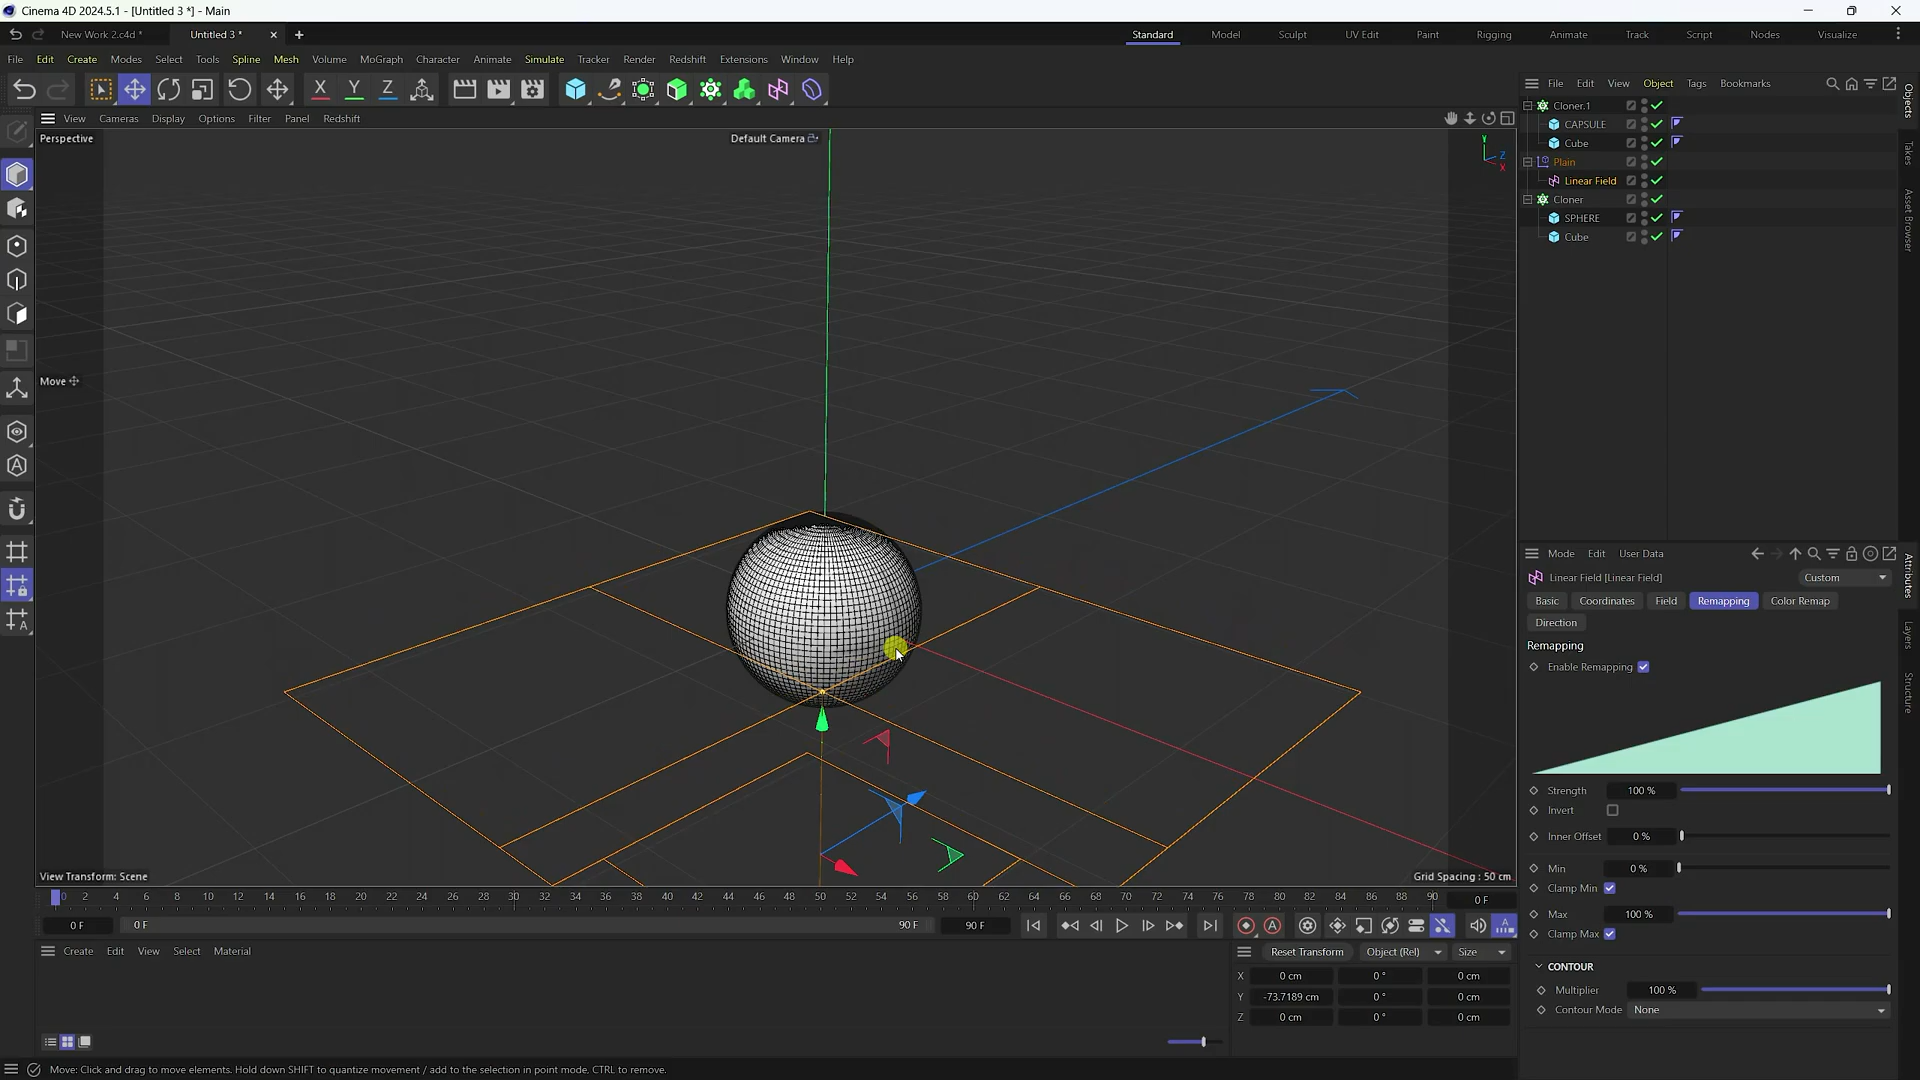 Cinema 4D 2024.5.1 - [Untitled 3 *] - Main
New Work 2.c4d *
Untitled 3 *
Standard
Model
Sculpt
UV Edit
Paint
Rigging
Animate
Track
Script
Nodes
Visualize
File Edit Create Modes Select Tools Spline Mesh Volume MoGraph Character Animate Simulate Tracker Render Redshift Extensions Window Help
X Y Z
File Edit View Object Tags Bookmarks
View Cameras Display Options Filter Panel Redshift
Perspective
Default Camera
Y
Z
X
Move
Cloner.1
CAPSULE
Cube
Plain
Linear Field
Cloner
SPHERE
Cube
Objects
Takes
Asset Browser
Attributes
Layers
Structure
Mode Edit User Data
Linear Field [Linear Field]
Custom
Basic Coordinates Field Remapping Color Remap
Direction
Remapping
Enable Remapping
Strength 100 %
Invert
Inner Offset 0 %
Min 0 %
Clamp Min
Max 100 %
Clamp Max
CONTOUR
Multiplier 100 %
Contour Mode None
View Transform: Scene
Grid Spacing : 50 cm
0 2 4 6 8 10 12 14 16 18 20 22 24 26 28 30 32 34 36 38 40 42 44 46 48 50 52 54 56 58 60 62 64 66 68 70 72 74 76 78 80 82 84 86 88 90
0 F
0 F
0 F
90 F
90 F
Create Edit View Select Material
Reset Transform Object (Rel) Size
X 0 cm 0 ° 0 cm
Y -73.7189 cm 0 ° 0 cm
Z 0 cm 0 ° 0 cm
Move: Click and drag to move elements. Hold down SHIFT to quantize movement / add to the selection in point mode, CTRL to remove.